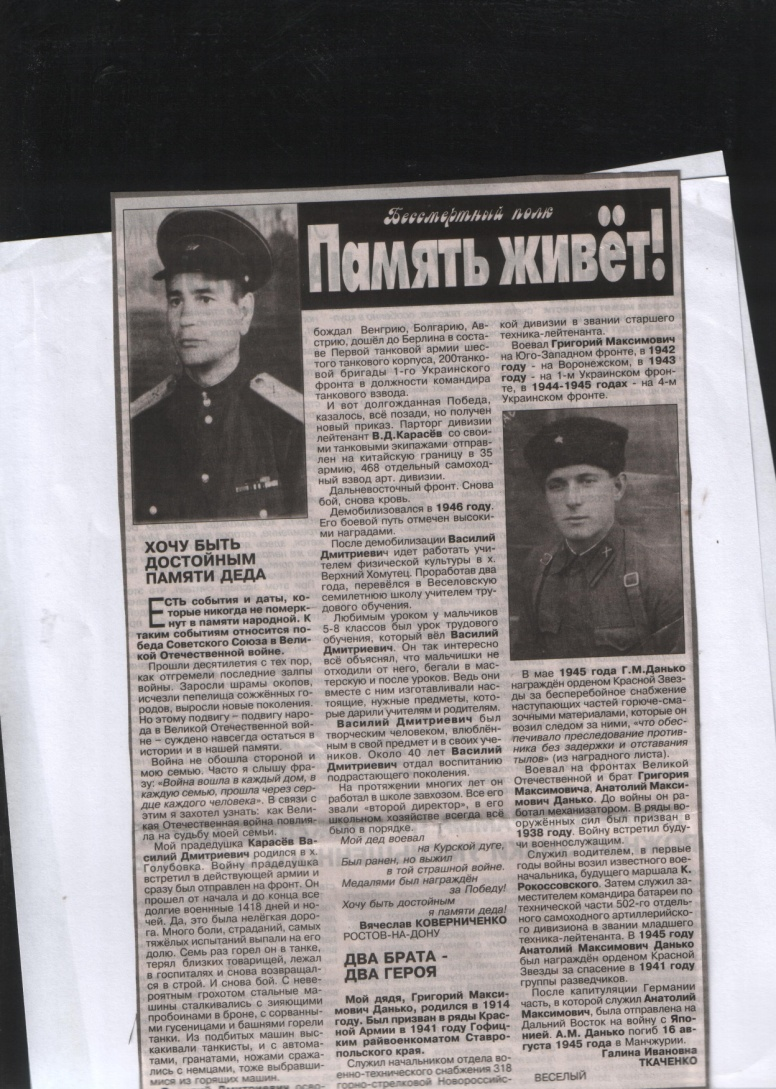 Бессмертный полк
Память живёт!
ХОЧУ БЫТЬ
ДОСТОЙНЫМ
ПАМЯТИ ДЕДА
ЕСТЬ события и даты, ко-
торые никогда не померк-
нут в памяти народной. К
таким событиям относится по-
беда Советского Союза в Вели-
кой Отечественной войне.
Прошли десятилетия с тех пор,
как отгремели последние залпы
войны. Заросли шрамы окопов,
исчезли пепелища сожжённых го-
родов, выросли новые поколения.
Но этому подвигу – подвигу наро-
да в Великой Отечественной вой-
не – суждено навсегда остаться в
истории и в нашей памяти.
Война не обошла стороной и
мою семью. Часто я слышу фра-
зу: «Война вошла в каждый дом, в
каждую семью, прошла через сер-
дце каждого человека». В связи с
этим я захотел узнать: как Вели-
кая Отечественная война повлия-
ла на судьбу моей семьи.
Мой прадедушка Карасёв Ва-
силий Дмитриевич родился в х.
Голубовка. Войну прадедушка
встретил в действующей армии и
сразу был отправлен на фронт. Он
прошел от начала и до конца все
долгие военные 1418 дней и но-
чей. Да, это была нелёгкая доро-
га. Много боли, страданий, самых
тяжёлых испытаний выпали на его
долю. Семь раз горел он в танке,
терял близких товарищей, лежал
в госпиталях и снова возвращал-
ся в строй. И снова бой. С неве-
роятным грохотом стальные ма-
шины сталкивались с зияющими
пробоинами в броне, с сорванны-
ми гусеницами и башнями горели
танки. Из подбитых машин выс-
какивали танкисты, и с автома-
тами, гранатами, ножами сража-
лись с немцами, тоже выбравши-
мися из горящих машин.
бождал Венгрию, Болгарию, Ав-
стрию, дошёл до Берлина в соста-
ве Первой танковой армии шес-
того танкового корпуса, 200танко-
вой бригады 1-го Украинского
фронта в должности командира
танкового взвода.
И вот долгожданная Победа,
казалось, всё позади, но получен
новый приказ. Парторг дивизии
лейтенант В.Д.Карасёв со свои-
ми танковыми экипажами отправ-
лен на китайскую границу в 35
армию, 468 отдельный самоход-
ный взвод арт. дивизии.
Дальневосточный фронт. Снова
бой, снова кровь.
Демобилизовался в 1946 году.
Его боевой путь отмечен высоки-
ми наградами.
После демобилизации Василий
Дмитриевич идет работать учи-
телем физической культуры в х.
Верхний Хомутец. Проработав два
года, перевёлся в Веселовскую
семилетнюю школу учителем тру-
дового обучения.
Любимым уроком у мальчиков
5-8 классов был урок трудового
обучения, который вёл Василий
Дмитриевич. Он так интересно
всё объяснял, что мальчишки не
отходили от него, бегали в мас-
терскую и после уроков. Ведь они
вместе с ним изготавливали нас-
тоящие, нужные предметы, кото-
рые дарили учителям и родителям.
Василий Дмитриевич был
творческим человеком, влюблён-
ным в свой предмет и в своих уче-
ников. Около 40 лет Василий
Дмитриевич отдал воспитанию
подрастающего поколения.
На протяжении многих лет он
работал в школе завхозом. Все его
звали «второй директор», в его
школьном хозяйстве всегда всё
было в порядке.
Мой дед воевал
на Курской дуге,
Был ранен, но выжил
в той страшной войне.
Медалями был награждён
за Победу!
Хочу быть достойным
я памяти деда!
Вячеслав КОВЕРНИЧЕНКО
РОСТОВ-НА-ДОНУ
ДВА БРАТА -
ДВА ГЕРОЯ
Мой дядя, Григорий Макси-
мович Данько, родился в 1914
году. Был призван в ряды Крас-
ной Армии в 1941 году Гофиц-
ким райвоенкоматом Ставро-
польского края.
Служил начальником отдела во-
енно-технического снабжения 318
горно-стрелковой Новороссийс-
кой дивизии в звании старшего
техника-лейтенанта.
Воевал Григорий Максимович
на Юго-Западном фронте, в 1942
году - на Воронежском, в 1943
году - на 1-м Украинском фрон-
те, в 1944-1945 годах - на 4-м
Украинском фронте.
В мае 1945 года Г.М.Данько
награждён орденом Красной Звез-
ды за бесперебойное снабжение
наступающих частей горюче-сма-
зочными материалами, которые он
возил следом за ними, «что обес-
печивало преследование против-
ника без задержки и отставания
тылов» (из наградного листа).
Воевал на фронтах Великой
Отечественной и брат Григория
Максимовича, Анатолий Макси-
мович Данько. До войны он ра-
ботал механизатором. В ряды во-
оружённых сил был призван в
1938 году. Войну встретил буду-
чи военнослужащим.
Служил водителем, в первые
годы войны возил известного вое-
начальника, будущего маршала К.
Рокоссовского. Затем служил за-
местителем командира батареи по
технической части 502-го отдель-
ного самоходного артиллерийско-
го дивизиона в звании младшего
техника-лейтенанта. В 1945 году
Анатолий Максимович Данько
был награждён орденом Красной
Звезды за спасение в 1941 году
группы разведчиков.
После капитуляции Германии
часть, в которой служил Анатолий
Максимович, была отправлена на
Дальний Восток на войну с Япо-
нией. А.М. Данько погиб 16 ав-
густа 1945 года в Манчжурии.
Галина Ивановна
ТКАЧЕНКО
ВЕСЕЛЫЙ